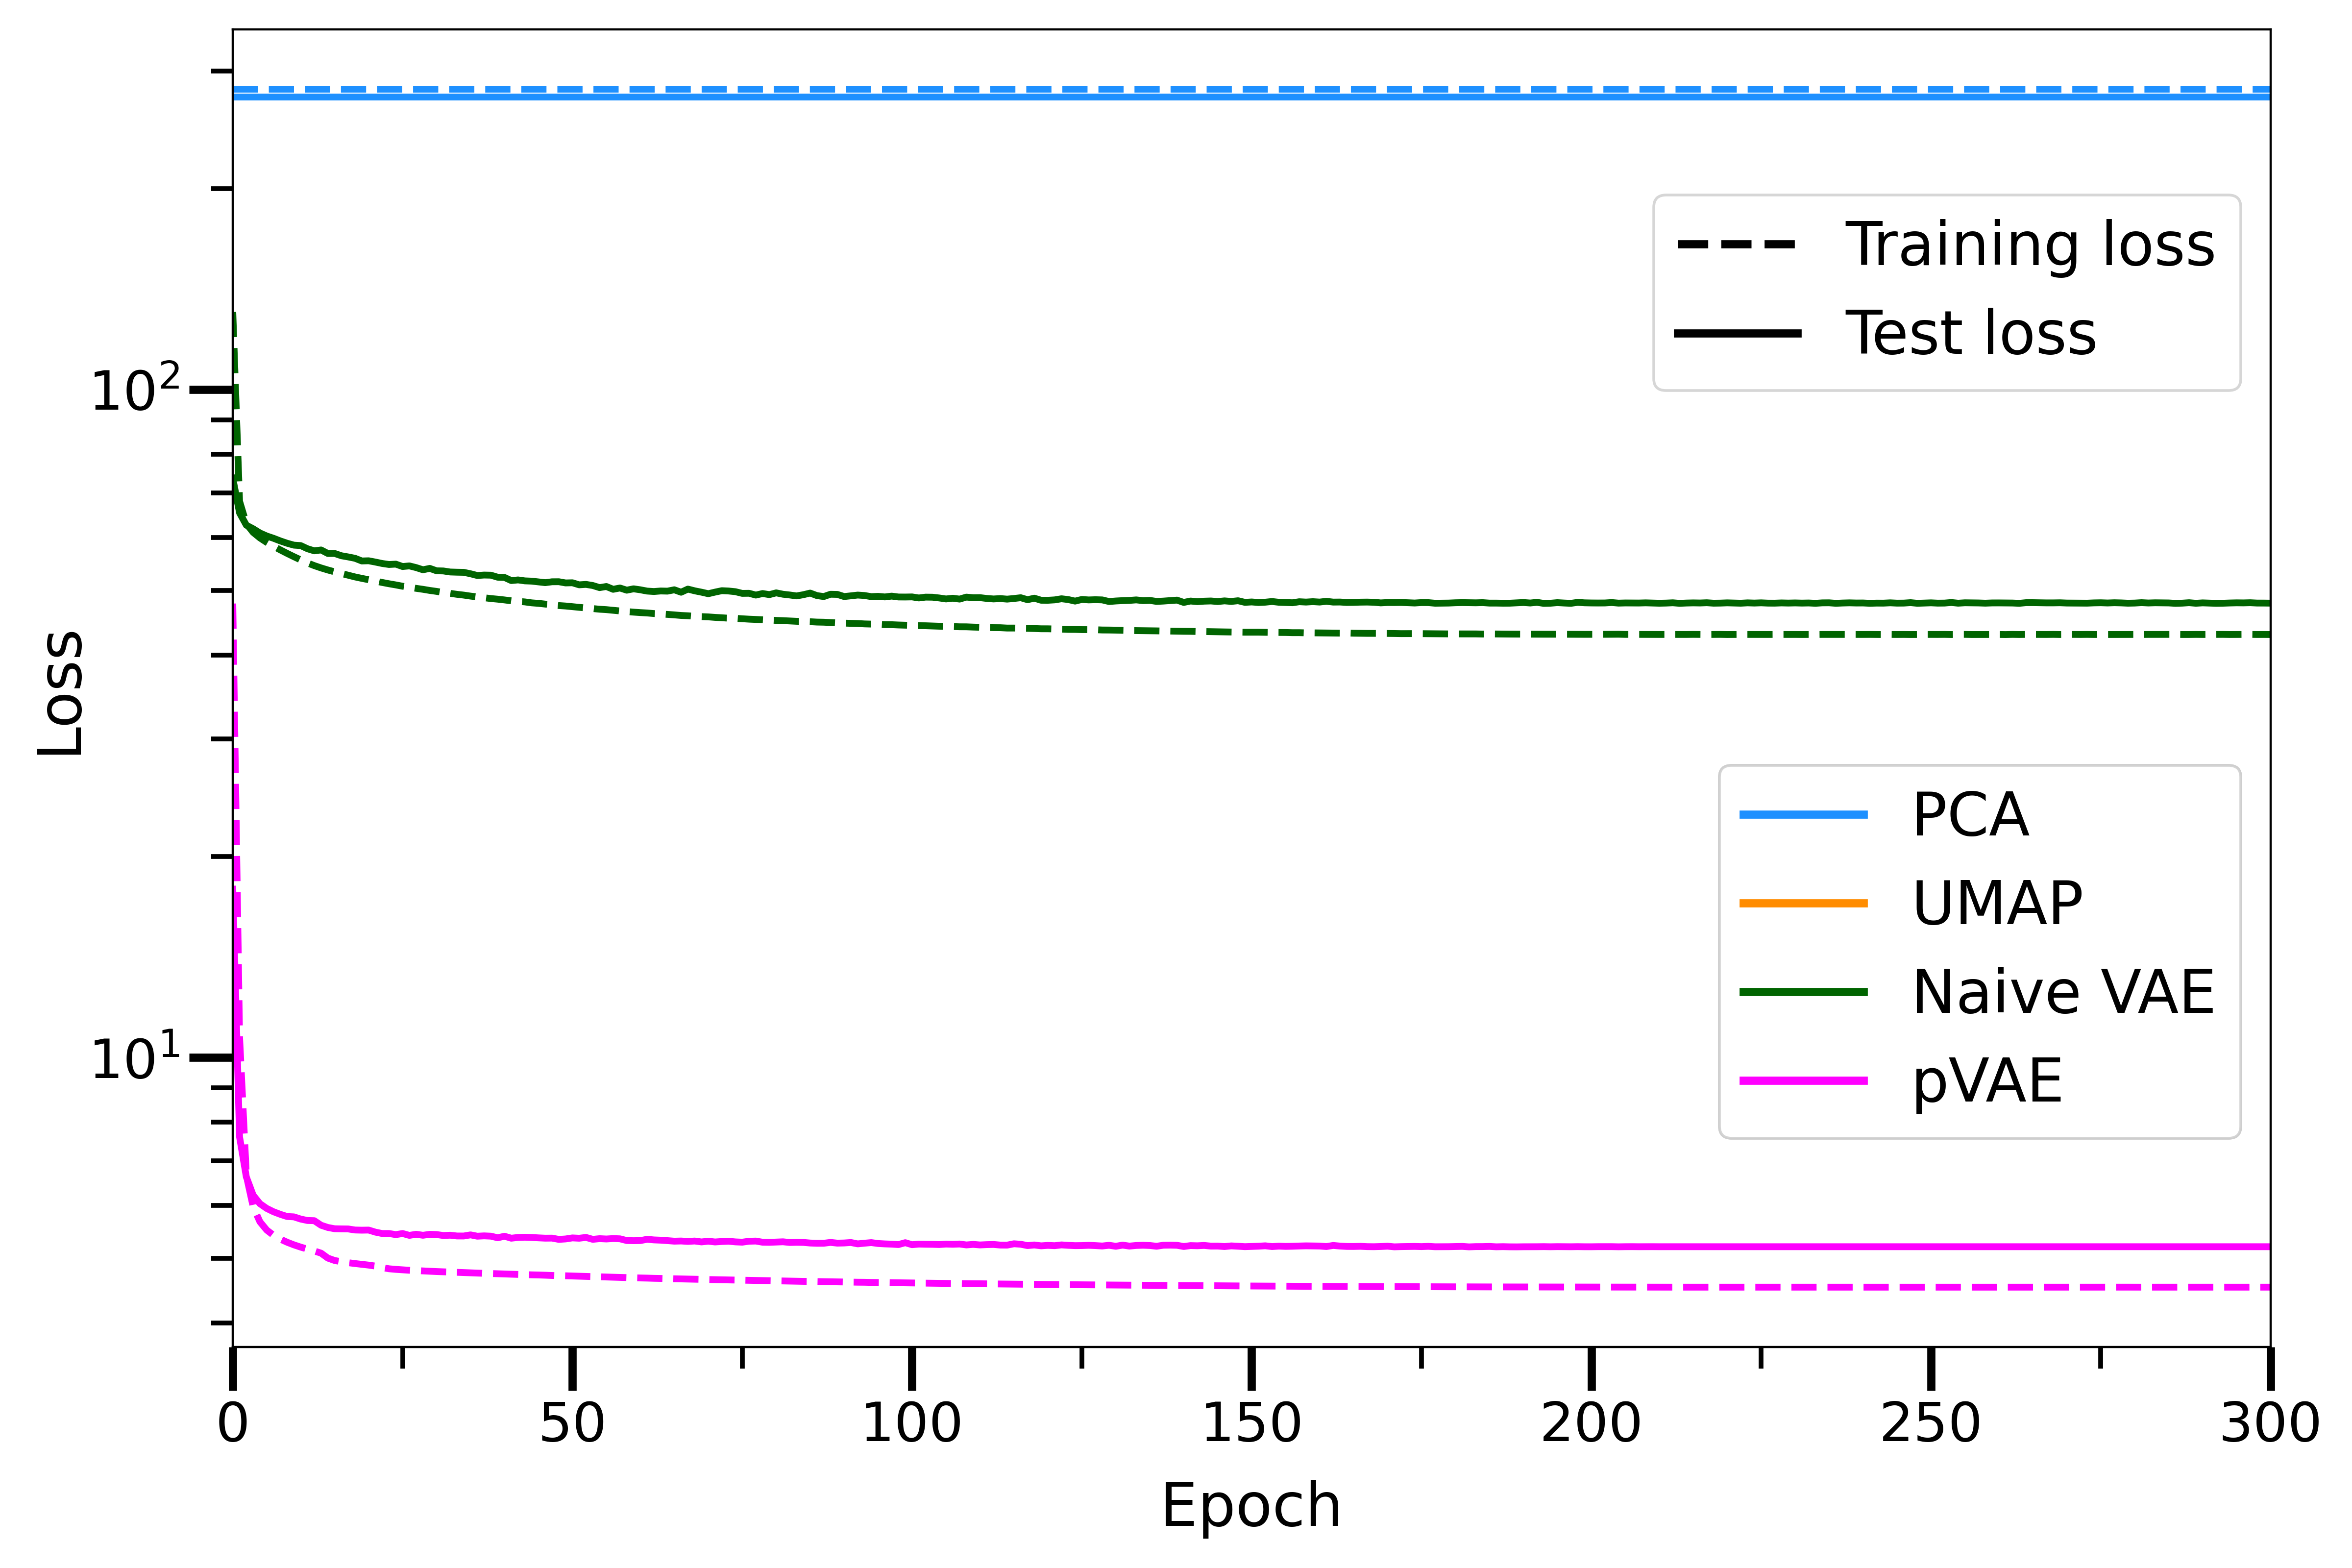 Training loss
Test loss
10²
Loss
PCA
UMAP
Naive VAE
pVAE
10¹
0 50 100 150 200 250 300
Epoch